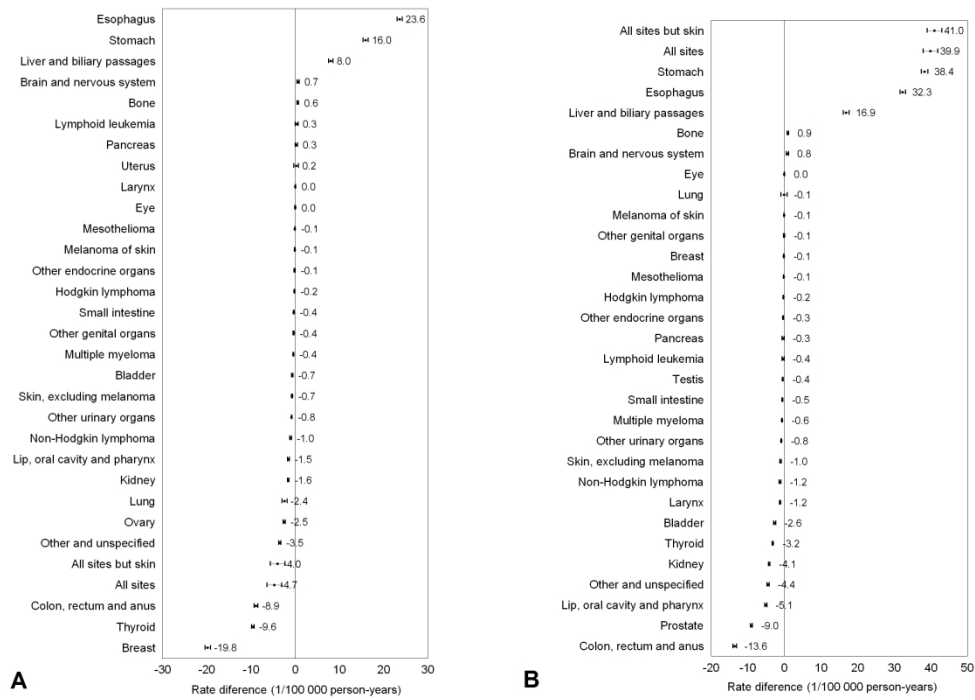 Esophagus 23.6
Stomach 16.0
Liver and biliary passages 8.0
Brain and nervous system 0.7
Bone 0.6
Lymphoid leukemia 0.3
Pancreas 0.3
Uterus 0.2
Larynx 0.0
Eye 0.0
Mesothelioma -0.1
Melanoma of skin -0.1
Other endocrine organs -0.1
Hodgkin lymphoma -0.2
Small intestine -0.4
Other genital organs -0.4
Multiple myeloma -0.4
Bladder -0.7
Skin, excluding melanoma -0.7
Other urinary organs -0.8
Non-Hodgkin lymphoma -1.0
Lip, oral cavity and pharynx -1.5
Kidney -1.6
Lung -2.4
Ovary -2.5
Other and unspecified -3.5
All sites but skin -4.0
All sites -4.7
Colon, rectum and anus -8.9
Thyroid -9.6
Breast -19.8
-30 -20 -10 0 10 20 30
Rate diference (1/100 000 person-years)
A
All sites but skin 41.0
All sites 39.9
Stomach 38.4
Esophagus 32.3
Liver and biliary passages 16.9
Bone 0.9
Brain and nervous system 0.8
Eye 0.0
Lung -0.1
Melanoma of skin -0.1
Other genital organs -0.1
Breast -0.1
Mesothelioma -0.1
Hodgkin lymphoma -0.2
Other endocrine organs -0.3
Pancreas -0.3
Lymphoid leukemia -0.4
Testis -0.4
Small intestine -0.5
Multiple myeloma -0.6
Other urinary organs -0.8
Skin, excluding melanoma -1.0
Non-Hodgkin lymphoma -1.2
Larynx -1.2
Bladder -2.6
Thyroid -3.2
Kidney -4.1
Other and unspecified -4.4
Lip, oral cavity and pharynx -5.1
Prostate -9.0
Colon, rectum and anus -13.6
-20 -10 0 10 20 30 40 50
Rate diference (1/100 000 person-years)
B